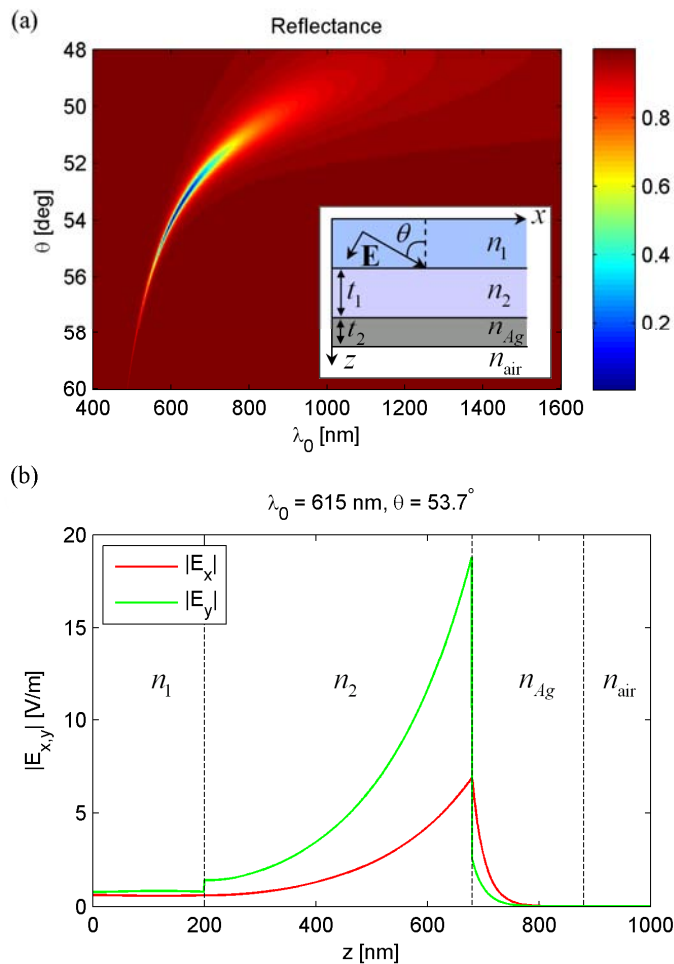 (a)
Reflectance
48
50
52
54
56
58
60
θ [deg]
400 600 800 1000 1200 1400 1600
λ0 [nm]
0.8
0.6
0.4
0.2
x
θ
E
n1
t1
n2
t2
nAg
z
nair
(b)
λ0 = 615 nm, θ = 53.7°
20
15
10
5
0
|Ex,y| [V/m]
|Ex|
|Ey|
n1 n2 nAg nair
0 200 400 600 800 1000
z [nm]